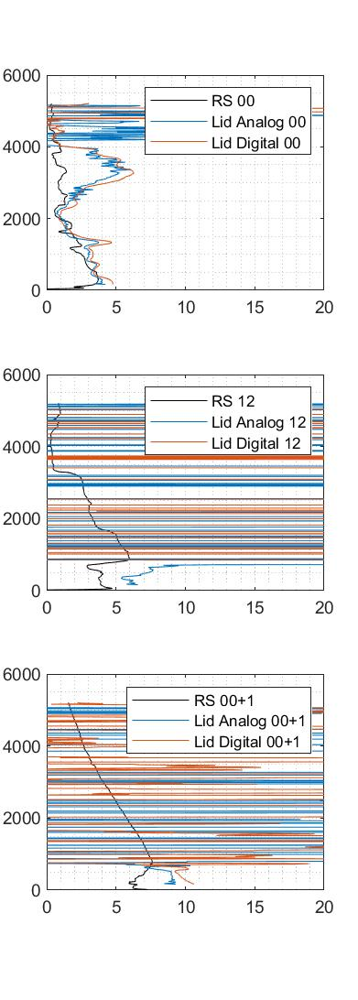 6000
RS 00
Lid Analog 00
Lid Digital 00
4000
2000
0
0 5 10 15 20
6000
RS 12
Lid Analog 12
Lid Digital 12
4000
2000
0
0 5 10 15 20
6000
RS 00+1
Lid Analog 00+1
Lid Digital 00+1
4000
2000
0
0 5 10 15 20